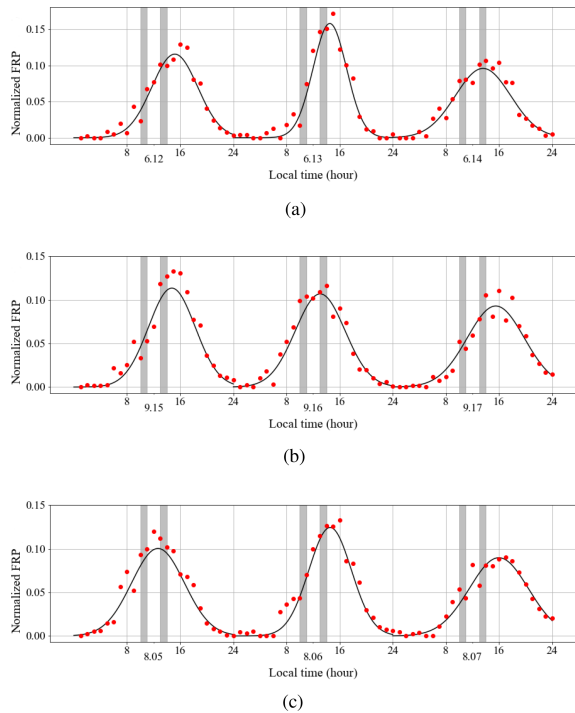 Normalized FRP
0.15
0.10
0.05
0.00
8 16 24 8 16 24 8 16 24
6.12 6.13 6.14
Local time (hour)
(a)
Normalized FRP
0.15
0.10
0.05
0.00
8 16 24 8 16 24 8 16 24
9.15 9.16 9.17
Local time (hour)
(b)
Normalized FRP
0.15
0.10
0.05
0.00
8 16 24 8 16 24 8 16 24
8.05 8.06 8.07
Local time (hour)
(c)